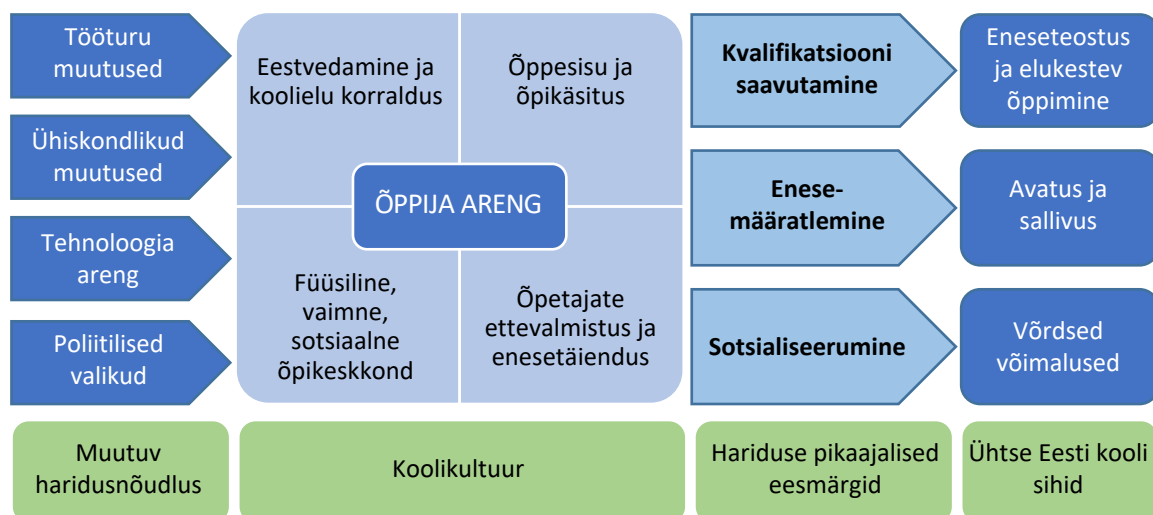 Tööturu
muutused
Ühiskondlikud
muutused
Tehnoloogia
areng
Poliitilised
valikud
Eestvedamine ja
koolielu korraldus
Õppesisu ja
õpikäsitus
ÕPPIJA ARENG
Füüsiline,
vaimne,
sotsiaalne
õpikeskkond
Õpetajate
ettevalmistus ja
enesetäiendus
Kvalifikatsiooni
saavutamine
Enese-
määratlemine
Sotsialiseerumine
Eneseteostus
ja elukestev
õppimine
Avatus ja
sallivus
Võrdsed
võimalused
Muutuv
haridusnõudlus
Koolikultuur
Hariduse pikaajalised
eesmärgid
Ühtse Eesti kooli
sihid